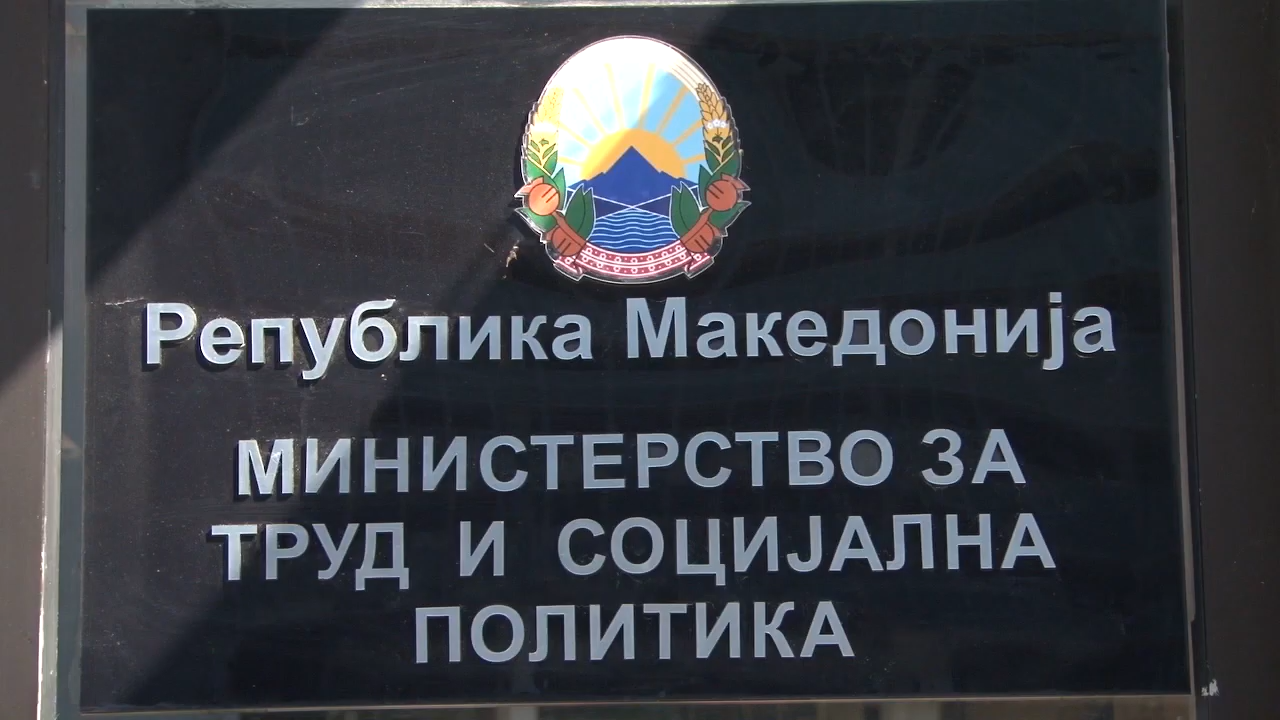 Република Македонија
МИНИСТЕРСТВО ЗА
ТРУД И СОЦИЈАЛНА
ПОЛИТИКА